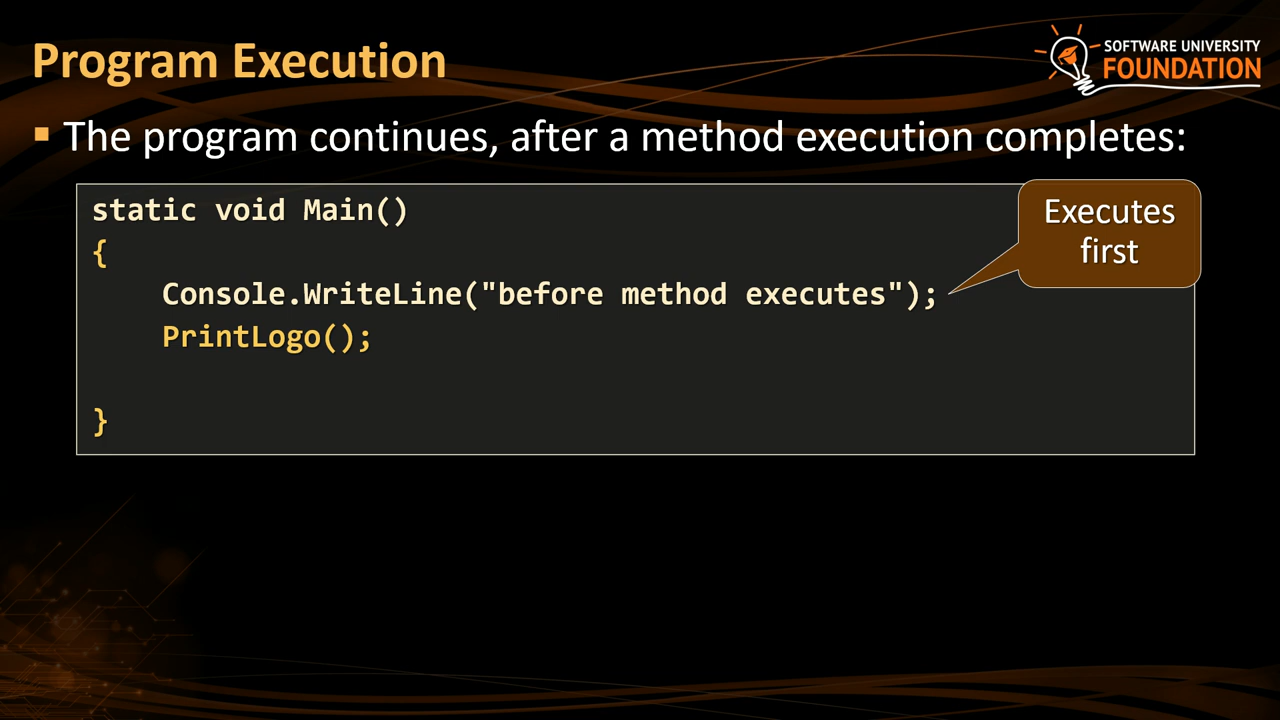 Program Execution
SOFTWARE UNIVERSITY
FOUNDATION
▪ The program continues, after a method execution completes:
static void Main()
{
    Console.WriteLine("before method executes");
    PrintLogo();
}
Executes
first